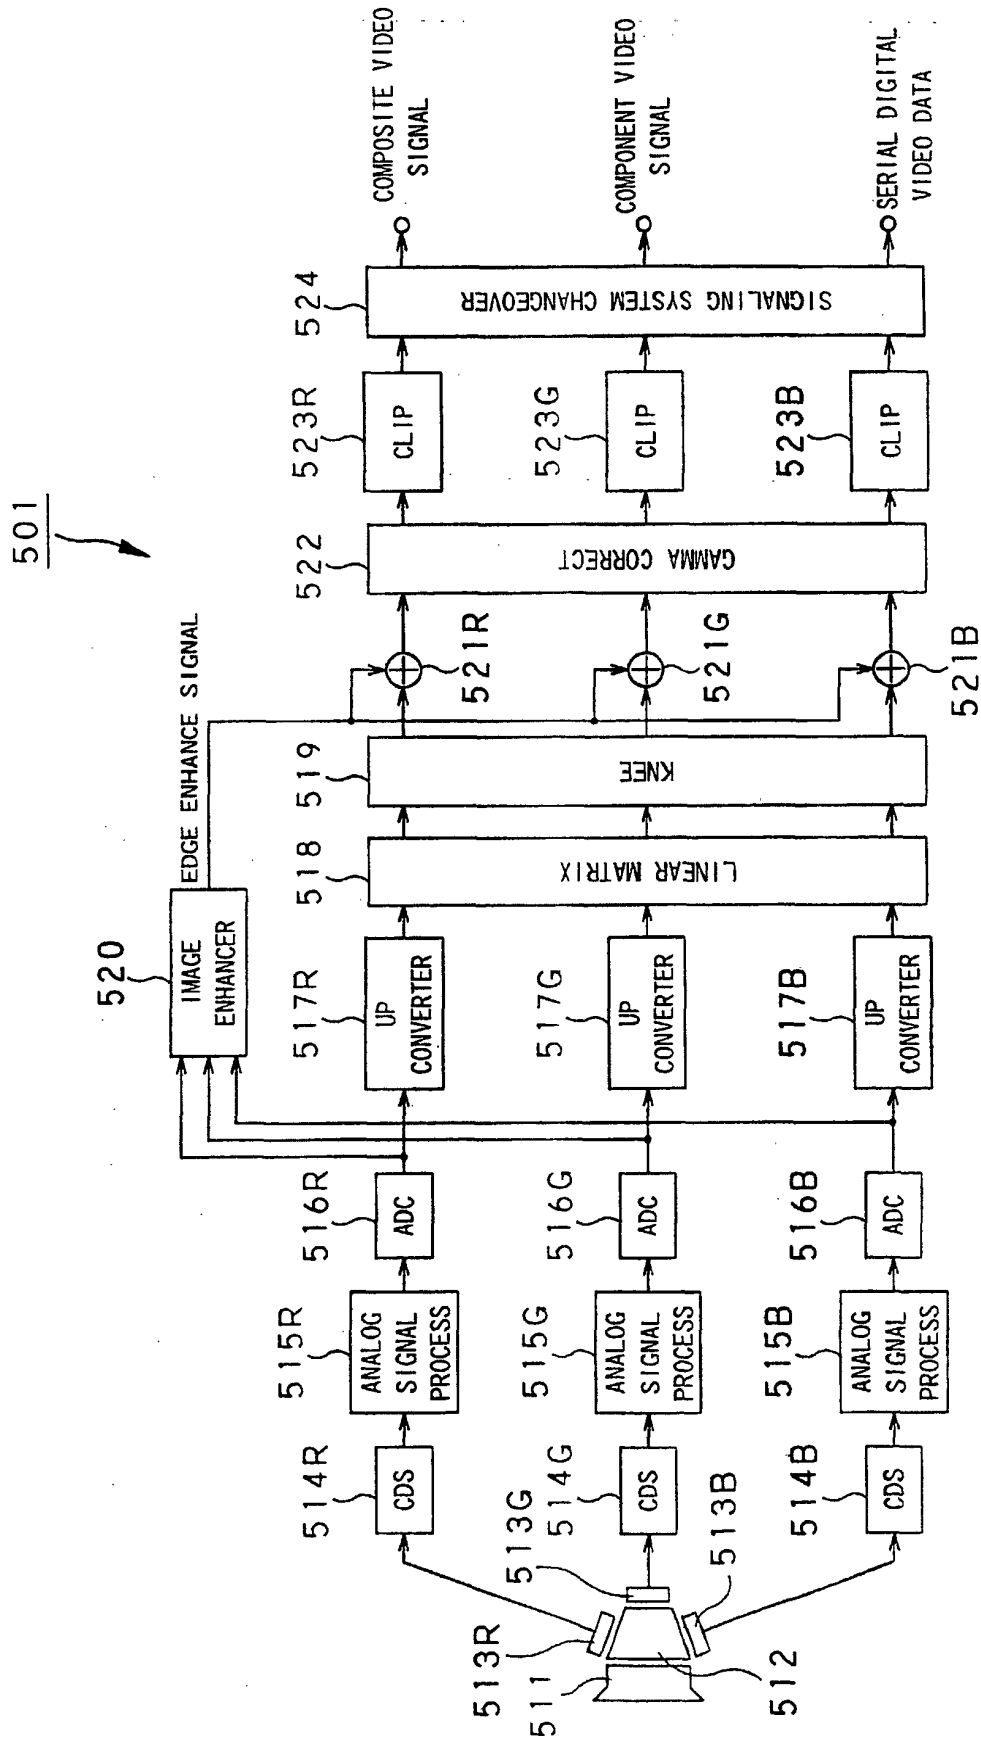 501
COMPOSITE VIDEO
SIGNAL
COMPONENT VIDEO
SIGNAL
SERIAL DIGITAL
VIDEO DATA
524
SIGNALING SYSTEM CHANGEOVER
523R
CLIP
523G
CLIP
523B
CLIP
522
GAMMA CORRECT
521R
521G
521B
EDGE ENHANCE SIGNAL
519
KNEE
518
LINEAR MATRIX
520
IMAGE
ENHANCER
517R
UP
CONVERTER
517G
UP
CONVERTER
517B
UP
CONVERTER
516R
ADC
516G
ADC
516B
ADC
515R
ANALOG
SIGNAL
PROCESS
515G
ANALOG
SIGNAL
PROCESS
515B
ANALOG
SIGNAL
PROCESS
514R
CDS
514G
CDS
514B
CDS
513R
513G
513B
511
512